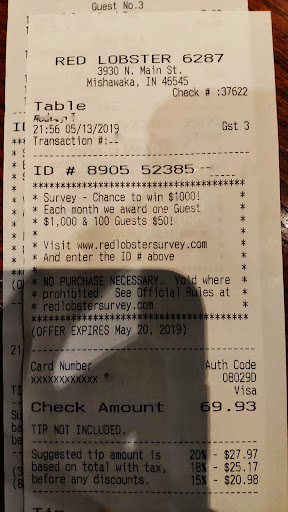 Guest No.3
RED LOBSTER 6287
3930 N. Main St.
Mishawaka, IN 46545
Check # :37622
Table
21:56 05/13/2019 Gst 3
Transaction #:--
ID # 8905 52385
***********************************
* Survey - Chance to win $1000! *
* Each month we award one Guest *
* $1,000 & 100 Guests $50! *
* *
* Visit www.redlobstersurvey.com *
* And enter the ID # above *
* *
* NO PURCHASE NECESSARY. Void where *
* prohibited. See Official Rules at *
* redlobstersurvey.com *
***********************************
(OFFER EXPIRES May 20, 2019)
Card Number Auth Code
XXXXXXXXXXXX 08029D
Visa
Check Amount 69.93
TIP NOT INCLUDED.
Suggested tip amount is 20% - $27.97
based on total with tax, 18% - $25.17
before any discounts. 15% - $20.98